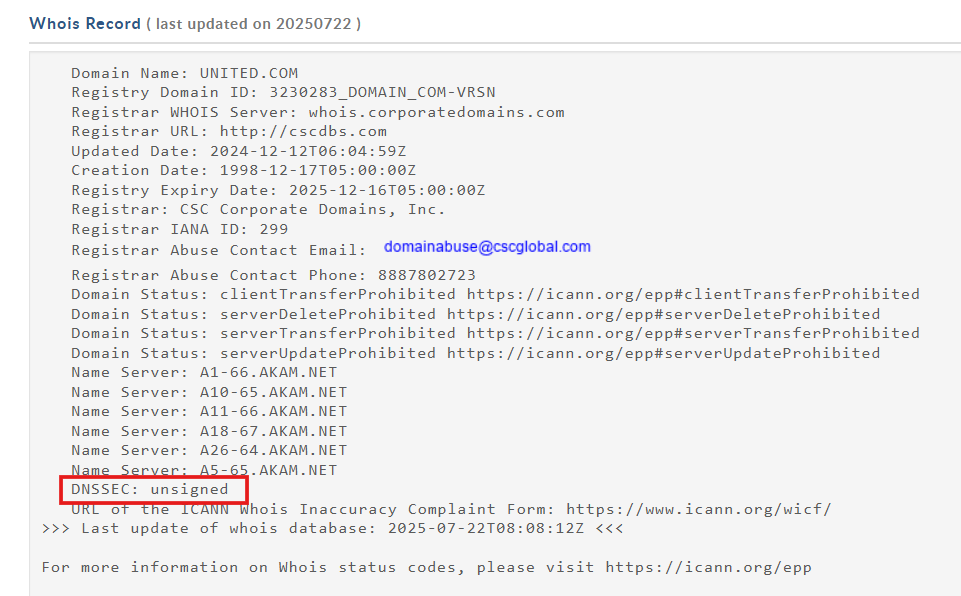 Whois Record ( last updated on 20250722 )
Domain Name: UNITED.COM
Registry Domain ID: 3230283_DOMAIN_COM-VRSN
Registrar WHOIS Server: whois.corporatedomains.com
Registrar URL: http://cscdbs.com
Updated Date: 2024-12-12T06:04:59Z
Creation Date: 1998-12-17T05:00:00Z
Registry Expiry Date: 2025-12-16T05:00:00Z
Registrar: CSC Corporate Domains, Inc.
Registrar IANA ID: 299
Registrar Abuse Contact Email: domainabuse@cscglobal.com
Registrar Abuse Contact Phone: 8887802723
Domain Status: clientTransferProhibited https://icann.org/epp#clientTransferProhibited
Domain Status: serverDeleteProhibited https://icann.org/epp#serverDeleteProhibited
Domain Status: serverTransferProhibited https://icann.org/epp#serverTransferProhibited
Domain Status: serverUpdateProhibited https://icann.org/epp#serverUpdateProhibited
Name Server: A1-66.AKAM.NET
Name Server: A10-65.AKAM.NET
Name Server: A11-66.AKAM.NET
Name Server: A18-67.AKAM.NET
Name Server: A26-64.AKAM.NET
Name Server: A5-65.AKAM.NET
DNSSEC: unsigned
URL of the ICANN Whois Inaccuracy Complaint Form: https://www.icann.org/wicf/
>>> Last update of whois database: 2025-07-22T08:08:12Z <<<
For more information on Whois status codes, please visit https://icann.org/epp